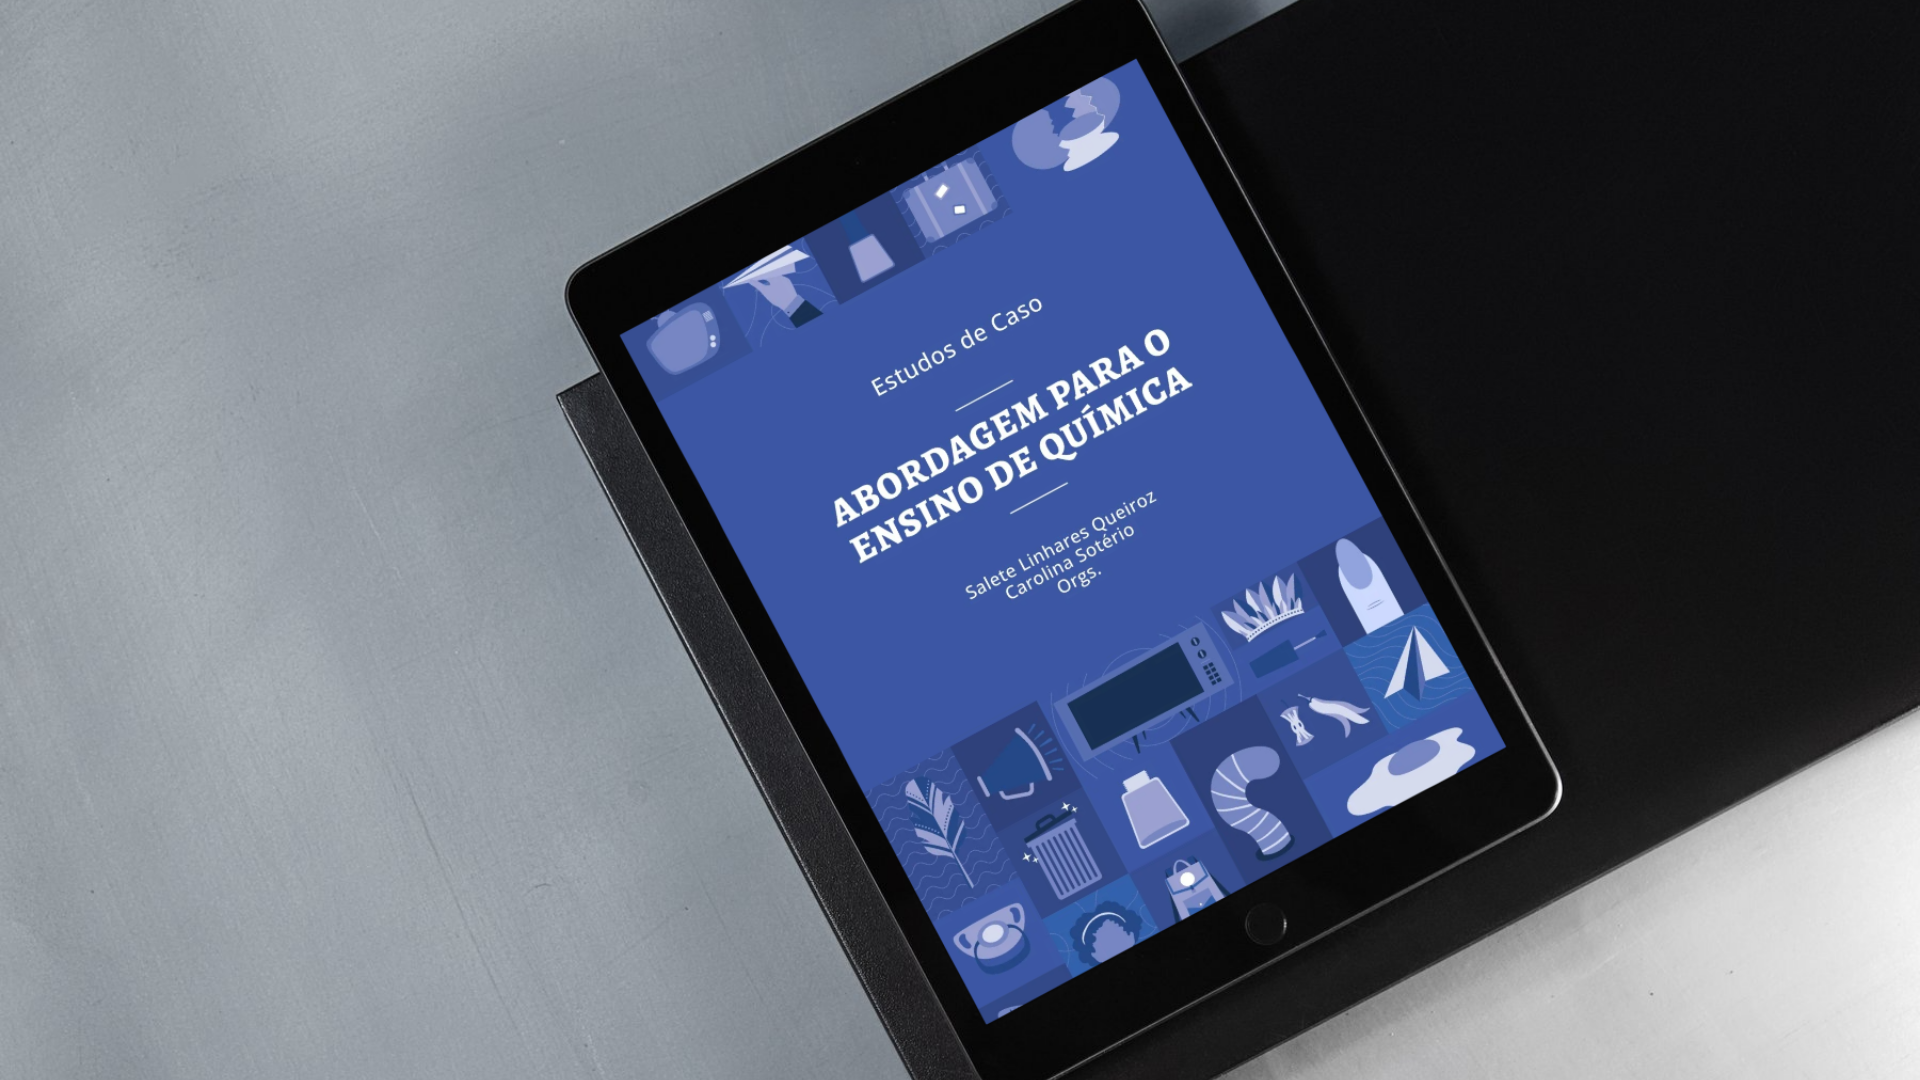 Estudos de Caso
ABORDAGEM PARA O
ENSINO DE QUÍMICA
Salete Linhares Queiroz
Carolina Sotério
Orgs.